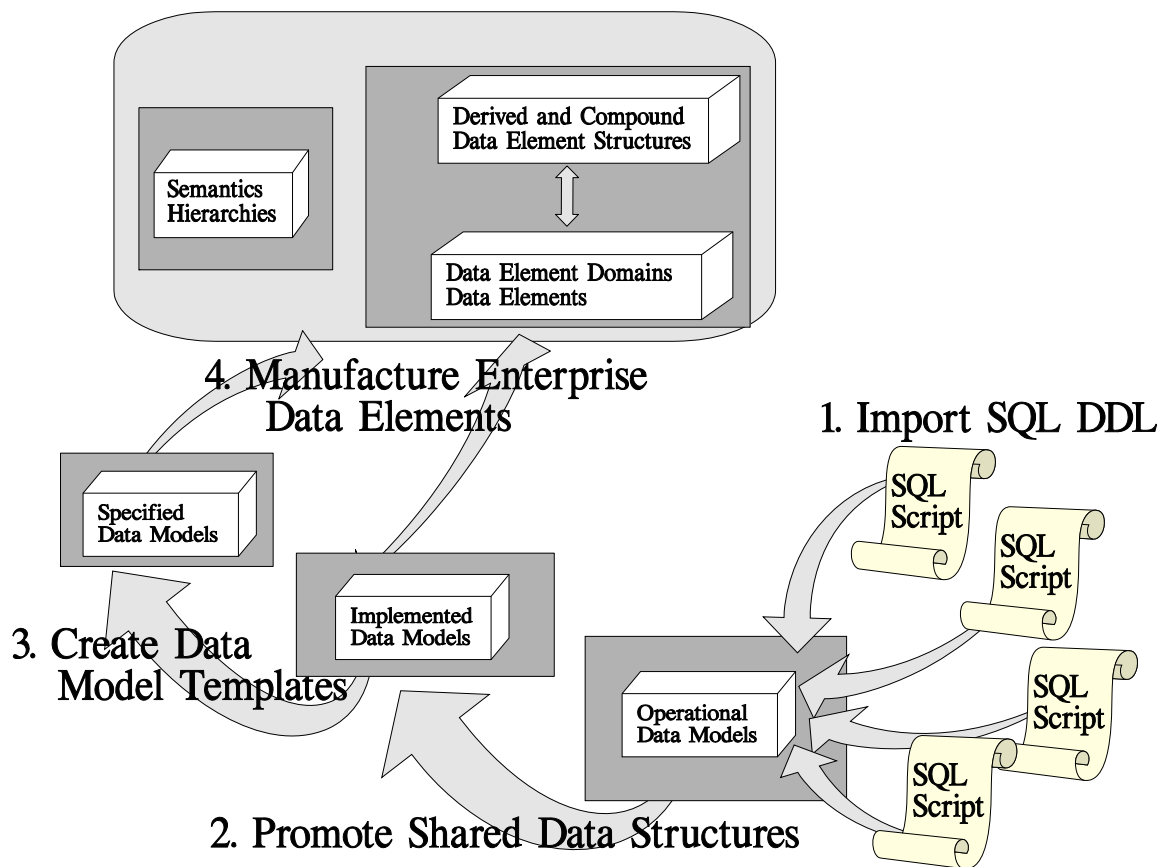 Derived and Compound
Data Element Structures
Semantics
Hierarchies
Data Element Domains
Data Elements
4. Manufacture Enterprise
Data Elements
1. Import SQL DDL
SQL
Script
SQL
Script
SQL
Script
SQL
Script
Specified
Data Models
Implemented
Data Models
3. Create Data
Model Templates
Operational
Data Models
2. Promote Shared Data Structures